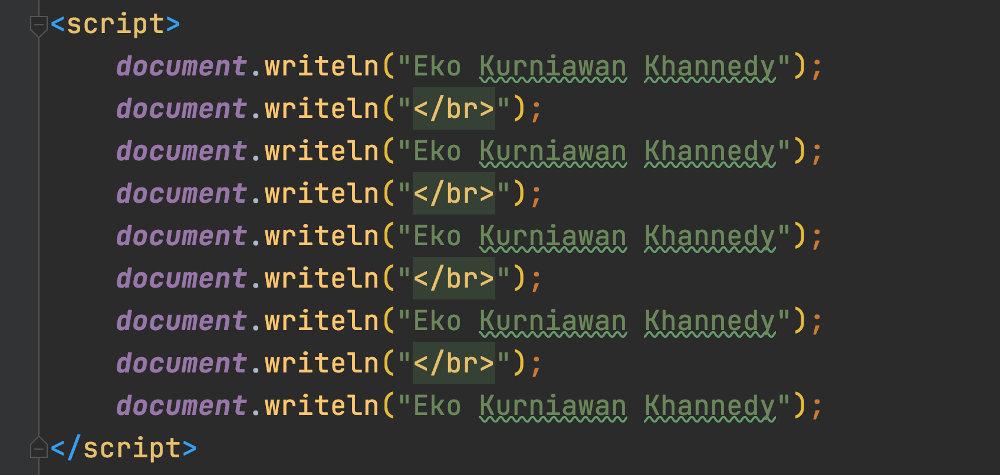 <script>
document.writeln("Eko Kurniawan Khannedy");
document.writeln("</br>");
document.writeln("Eko Kurniawan Khannedy");
document.writeln("</br>");
document.writeln("Eko Kurniawan Khannedy");
document.writeln("</br>");
document.writeln("Eko Kurniawan Khannedy");
document.writeln("</br>");
document.writeln("Eko Kurniawan Khannedy");
</script>